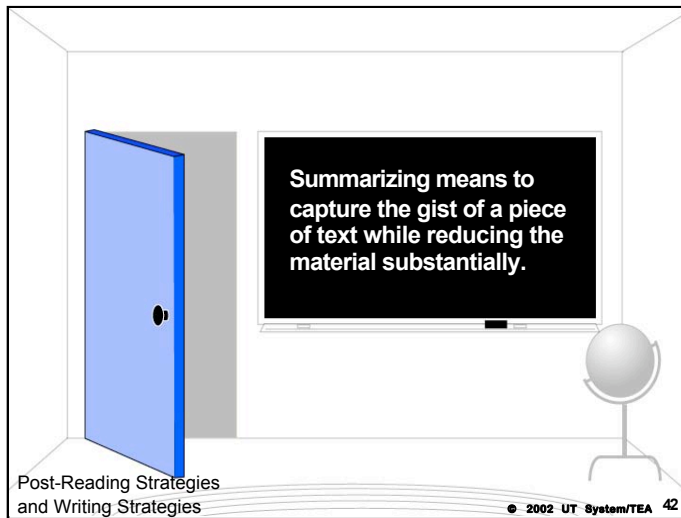 Summarizing means to
capture the gist of a piece
of text while reducing the
material substantially.
Post-Reading Strategies
and Writing Strategies
© 2002 UT System/TEA 42